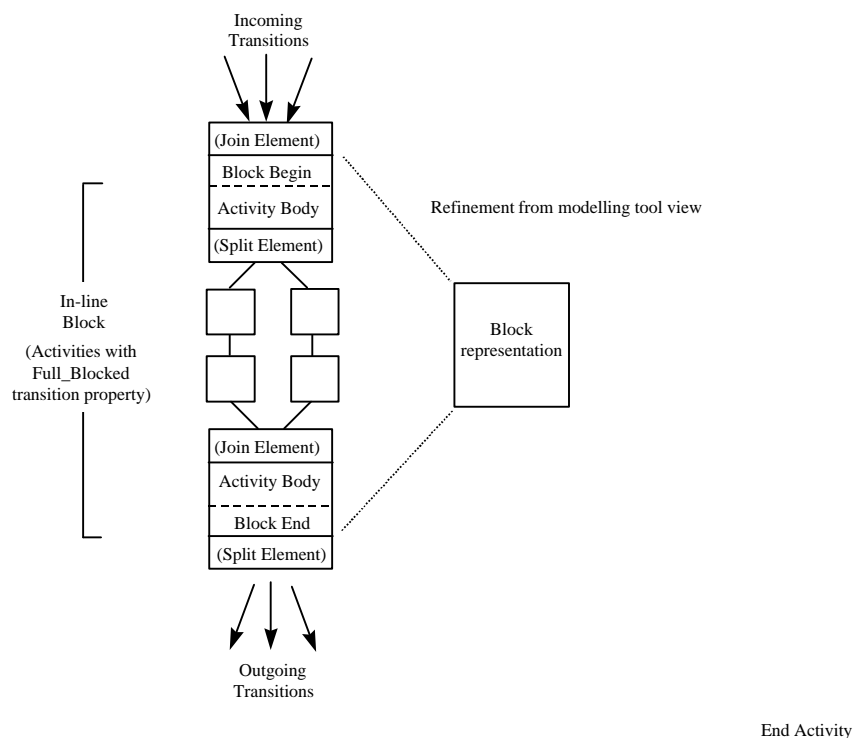 Incoming
Transitions
(Join Element)
Block Begin
Activity Body
(Split Element)
Refinement from modelling tool view
In-line
Block
(Activities with
Full_Blocked
transition property)
Block
representation
(Join Element)
Activity Body
Block End
(Split Element)
Outgoing
Transitions
End Activity